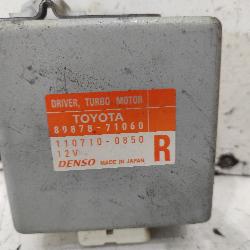 DRIVER, TURBO MOTOR
TOYOTA
89878-71060
110710-0850
12V
R
DENSO MADE IN JAPAN